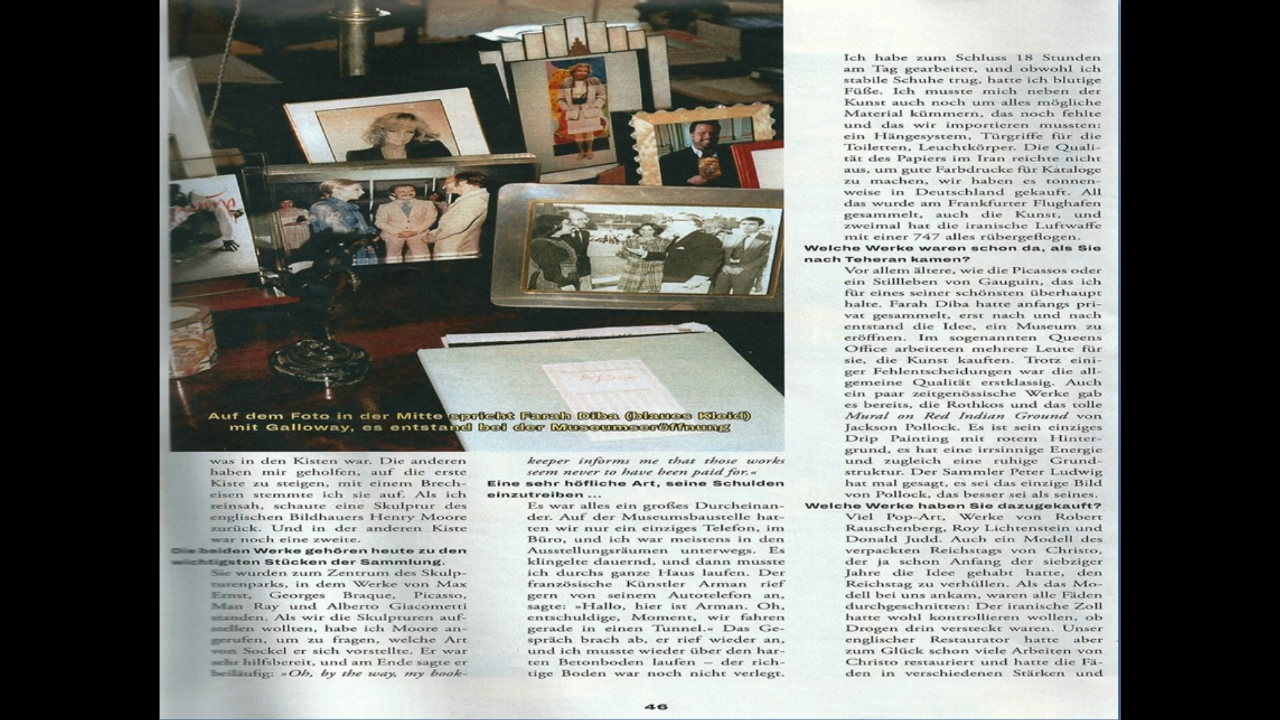 Auf dem Foto in der Mitte spricht Farah Diba (blaues Kleid)
mit Galloway, es entstand bei der Museumseröffnung
was in den Kisten war. Die anderen
haben mir geholfen, auf die erste
Kiste zu steigen, mit einem Brech-
eisen stemmte ich sie auf. Als ich
reinsah, schaute eine Skulptur des
englischen Bildhauers Henry Moore
zurück. Und in der anderen Kiste
war noch eine zweite.
Die beiden Werke gehören heute zu den
wichtigsten Stücken der Sammlung.
Sie wurden zum Zentrum des Skulp-
turenparks, in dem Werke von Max
Ernst, Georges Braque, Picasso,
Man Ray und Alberto Giacometti
standen. Als wir die Skulpturen auf-
stellen wollten, habe ich Moore an-
gerufen, um zu fragen, welche Art
von Sockel er sich vorstellte. Er war
sehr hilfsbereit, und am Ende sagte er
beiläufig: »Oh, by the way, my book-
keeper informs me that those works
seem never to have been paid for.«
Eine sehr höfliche Art, seine Schulden
einzutreiben ...
Es war alles ein großes Durcheinan-
der. Auf der Museumsbaustelle hat-
ten wir nur ein einziges Telefon, im
Büro, und ich war meistens in den
Ausstellungsräumen unterwegs. Es
klingelte dauernd, und dann musste
ich durchs ganze Haus laufen. Der
französische Künstler Arman rief
gern von seinem Autotelefon an,
sagte: »Hallo, hier ist Arman. Oh,
entschuldige, Moment, wir fahren
gerade in einen Tunnel.« Das Ge-
spräch brach ab, er rief wieder an,
und ich musste wieder über den har-
ten Betonboden laufen – der rich-
tige Boden war noch nicht verlegt.
Ich habe zum Schluss 18 Stunden
am Tag gearbeitet, und obwohl ich
stabile Schuhe trug, hatte ich blutige
Füße. Ich musste mich neben der
Kunst auch noch um alles mögliche
Material kümmern, das noch fehlte
und das wir importieren mussten:
ein Hängesystem, Türgriffe für die
Toiletten, Leuchtkörper. Die Quali-
tät des Papiers im Iran reichte nicht
aus, um gute Farbdrucke für Kataloge
zu machen, wir haben es tonnen-
weise in Deutschland gekauft. All
das wurde am Frankfurter Flughafen
gesammelt, auch die Kunst, und
zweimal hat die iranische Luftwaffe
mit einer 747 alles rübergeflogen.
Welche Werke waren schon da, als Sie
nach Teheran kamen?
Vor allem ältere, wie die Picassos oder
ein Stillleben von Gauguin, das ich
für eines seiner schönsten überhaupt
halte. Farah Diba hatte anfangs pri-
vat gesammelt, erst nach und nach
entstand die Idee, ein Museum zu
eröffnen. Im sogenannten Queens
Office arbeiteten mehrere Leute für
sie, die Kunst kauften. Trotz eini-
ger Fehlentscheidungen war die all-
gemeine Qualität erstklassig. Auch
ein paar zeitgenössische Werke gab
es bereits, die Rothkos und das tolle
Mural on Red Indian Ground von
Jackson Pollock. Es ist sein einziges
Drip Painting mit rotem Hinter-
grund, es hat eine irrsinnige Energie
und zugleich eine ruhige Grund-
struktur. Der Sammler Peter Ludwig
hat mal gesagt, es sei das einzige Bild
von Pollock, das besser sei als seines.
Welche Werke haben Sie dazugekauft?
Viel Pop-Art, Werke von Robert
Rauschenberg, Roy Lichtenstein und
Donald Judd. Auch ein Modell des
verpackten Reichstags von Christo,
der ja schon Anfang der siebziger
Jahre die Idee gehabt hatte, den
Reichstag zu verhüllen. Als das Mo-
dell bei uns ankam, waren alle Fäden
durchgeschnitten: Der iranische Zoll
hatte wohl kontrollieren wollen, ob
Drogen drin versteckt waren. Unser
englischer Restaurator hatte aber
zum Glück schon viele Arbeiten von
Christo restauriert und hatte die Fä-
den in verschiedenen Stärken und
46